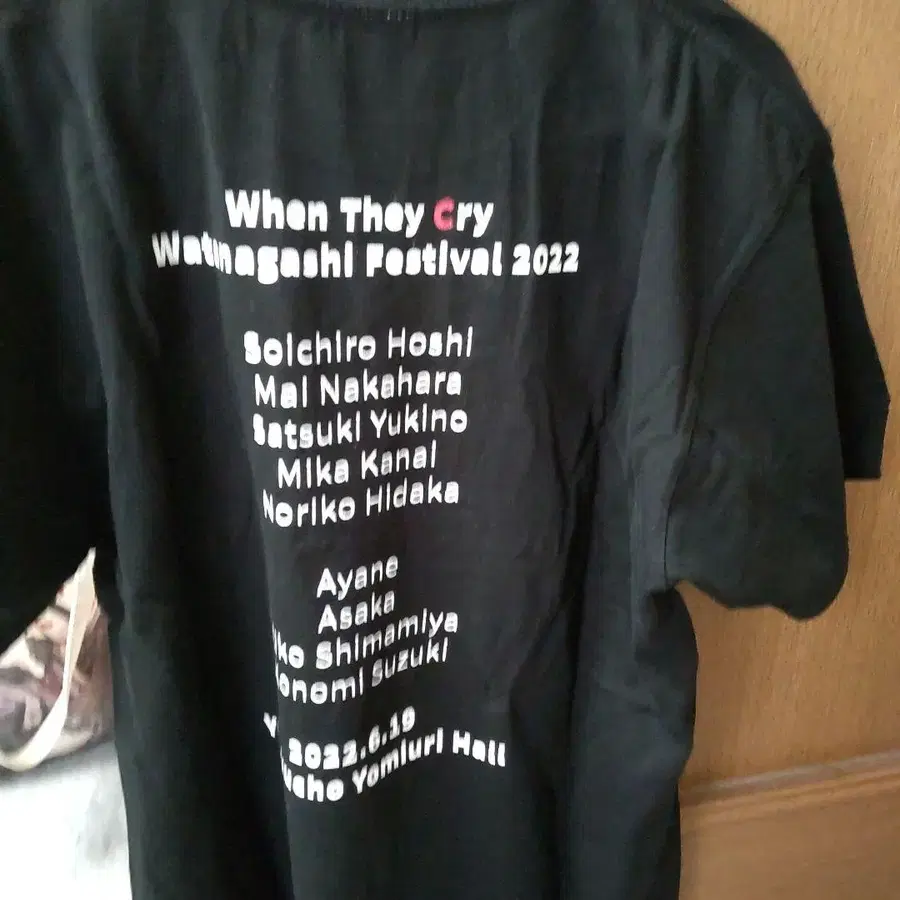 When They Cry
Watanagashi Festival 2022
Soichiro Hoshi
Mai Nakahara
Satsuki Yukino
Mika Kanai
Noriko Hidaka
Ayane
Asaka
Shimamiya
Konomi Suzuki
2022.6.19
Yomiuri Hall